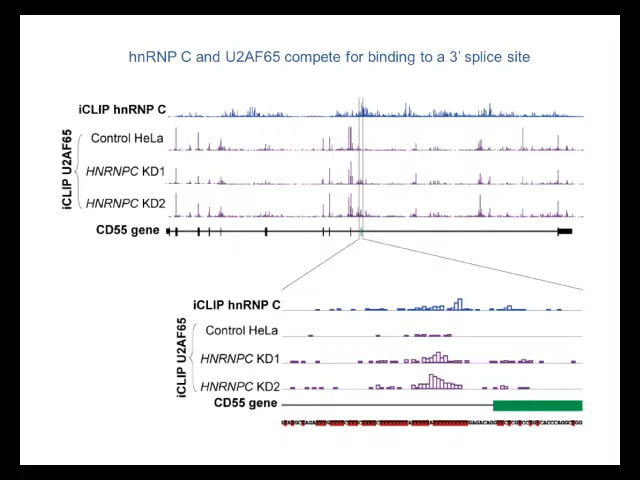 hnRNP C and U2AF65 compete for binding to a 3' splice site
iCLIP hnRNP C
iCLIP U2AF65
Control HeLa
HNRNPC KD1
HNRNPC KD2
CD55 gene
iCLIP hnRNP C
iCLIP U2AF65
Control HeLa
HNRNPC KD1
HNRNPC KD2
CD55 gene